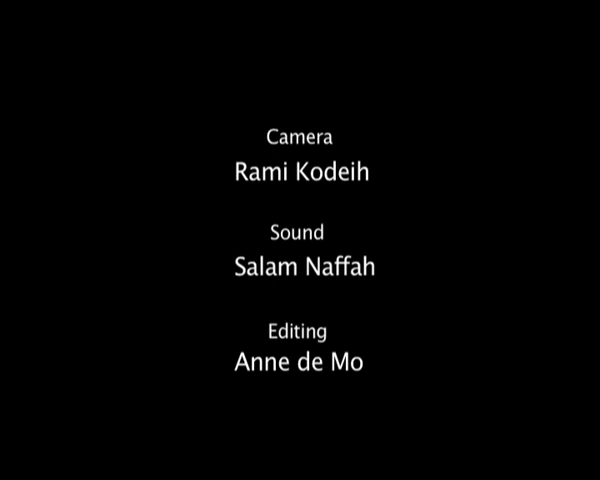 Camera
Rami Kodeih
Sound
Salam Naffah
Editing
Anne de Mo